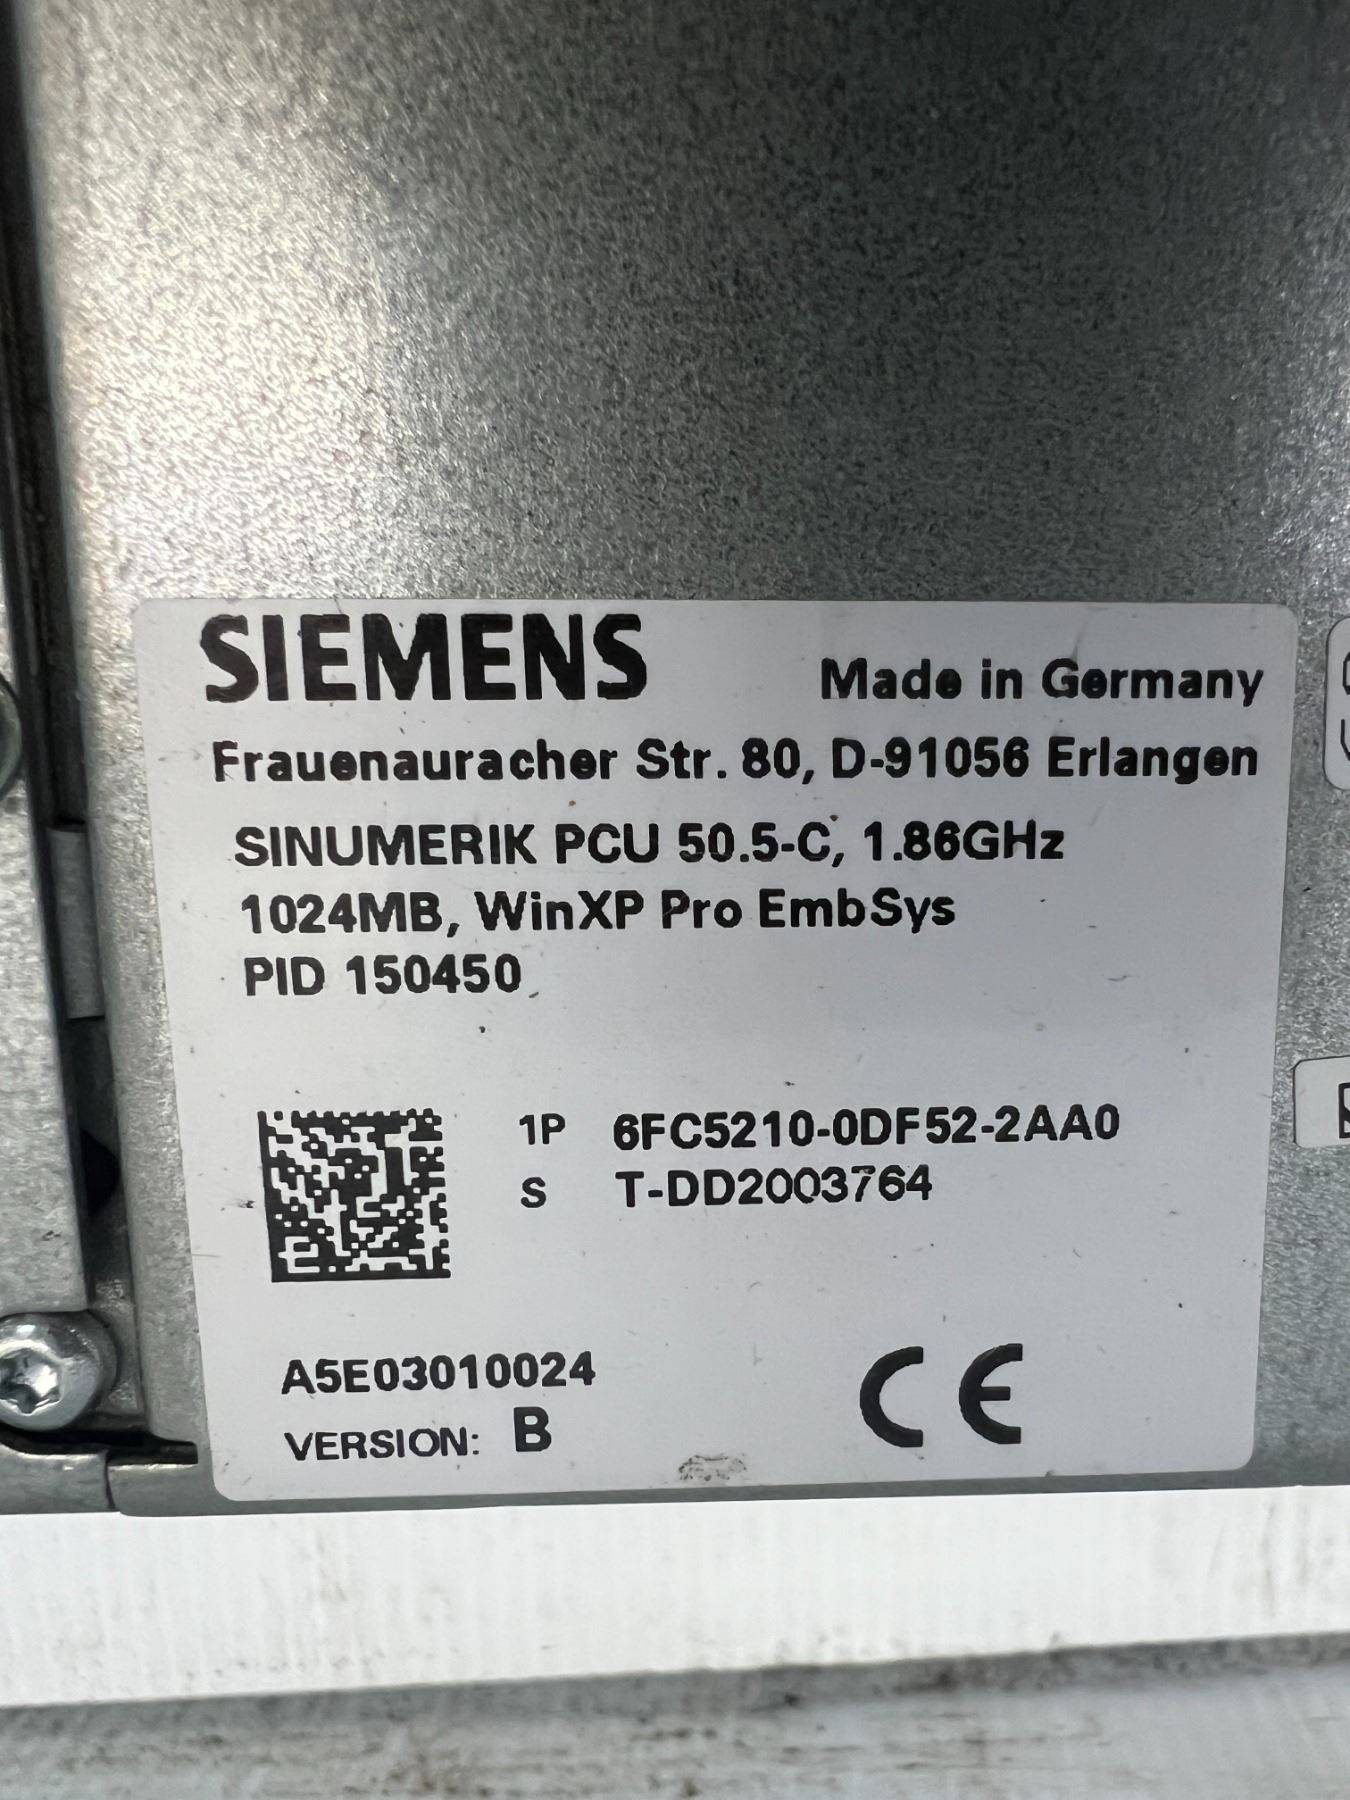 SIEMENS Made in Germany
Frauenauracher Str. 80, D-91056 Erlangen
SINUMERIK PCU 50.5-C, 1.86GHz
1024MB, WinXP Pro EmbSys
PID 150450
1P 6FC5210-0DF52-2AA0
S T-DD2003764
A5E03010024
VERSION: B
CE